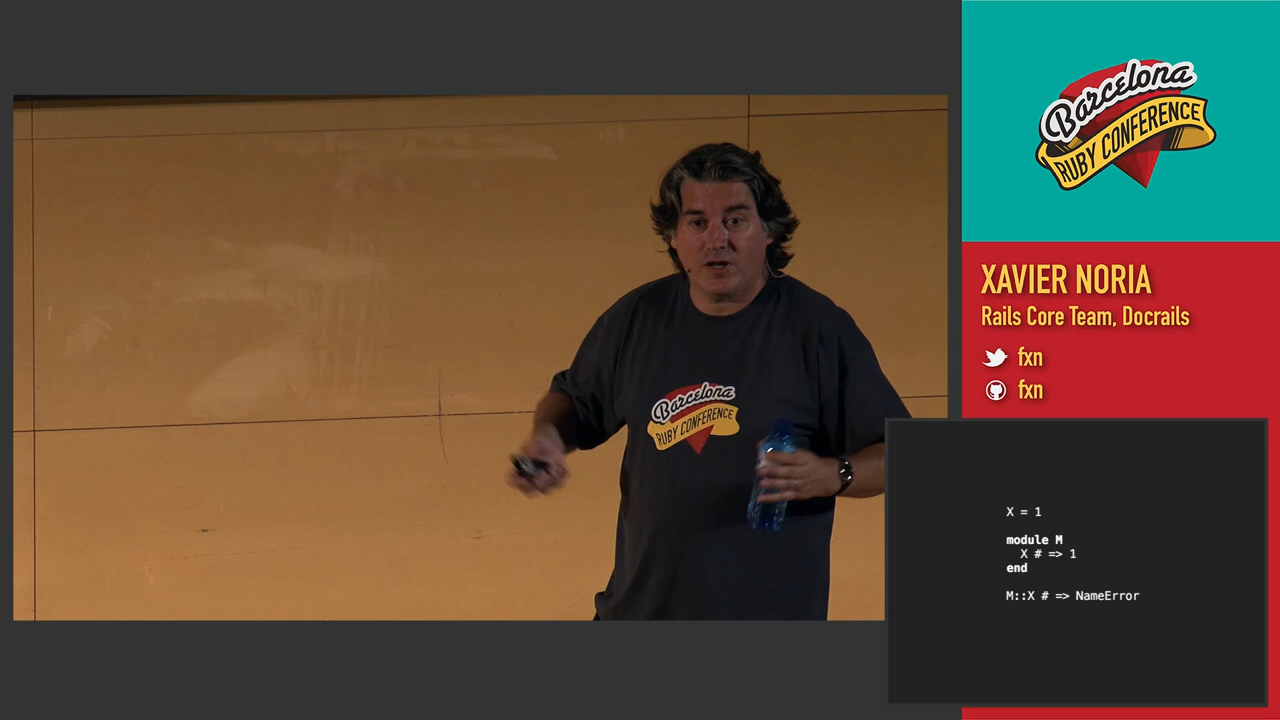 Barcelona
RUBY CONFERENCE
XAVIER NORIA
Rails Core Team, Docrails
fxn
fxn
Barcelona
RUBY CONFERENCE
X = 1
module M
X # => 1
end
M::X # => NameError